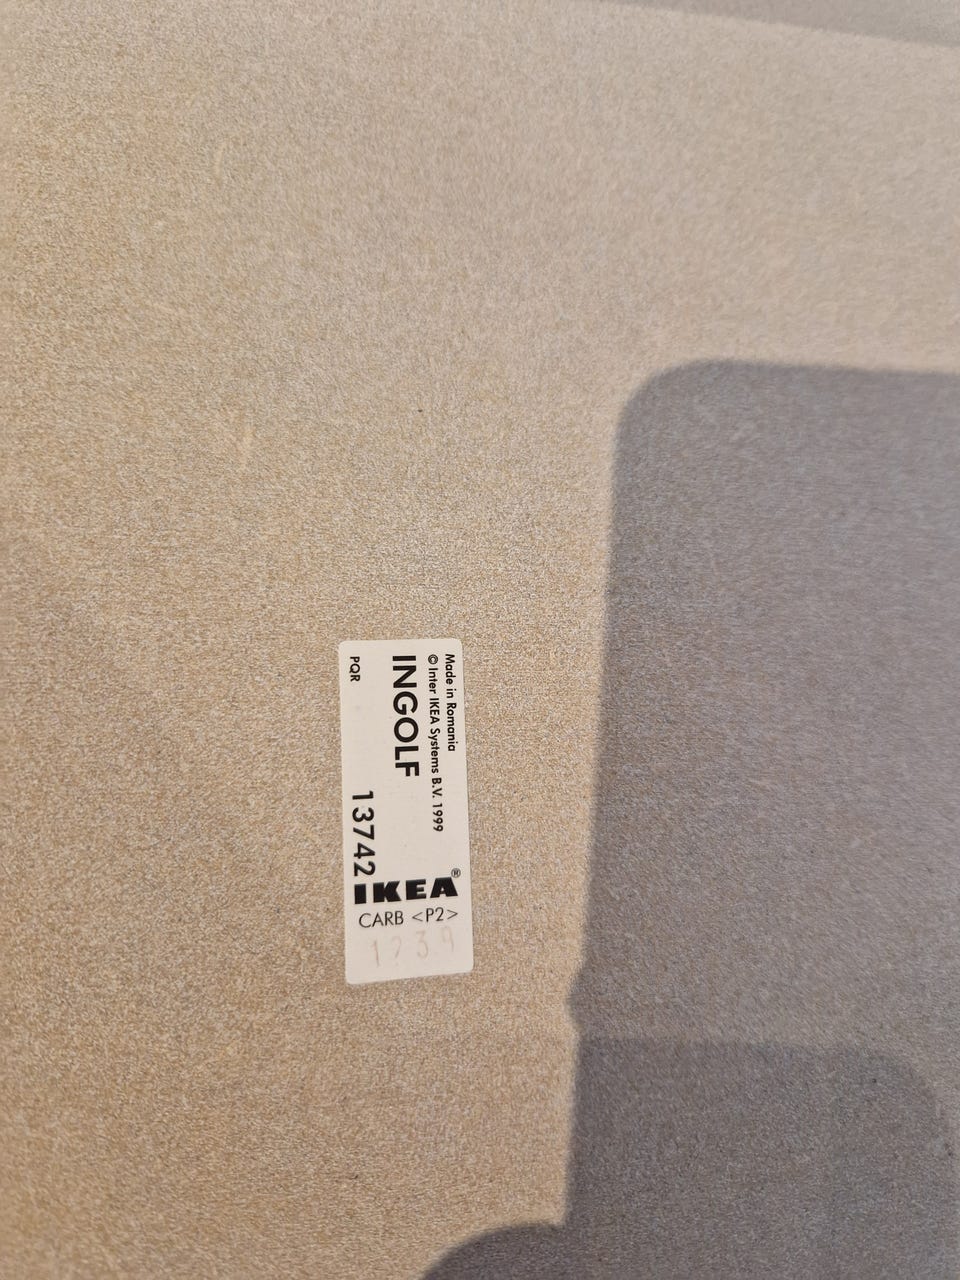 Made in Romania
© Inter IKEA Systems B.V. 1999
INGOLF
PQR
13742
IKEA®
CARB <P2>
1239